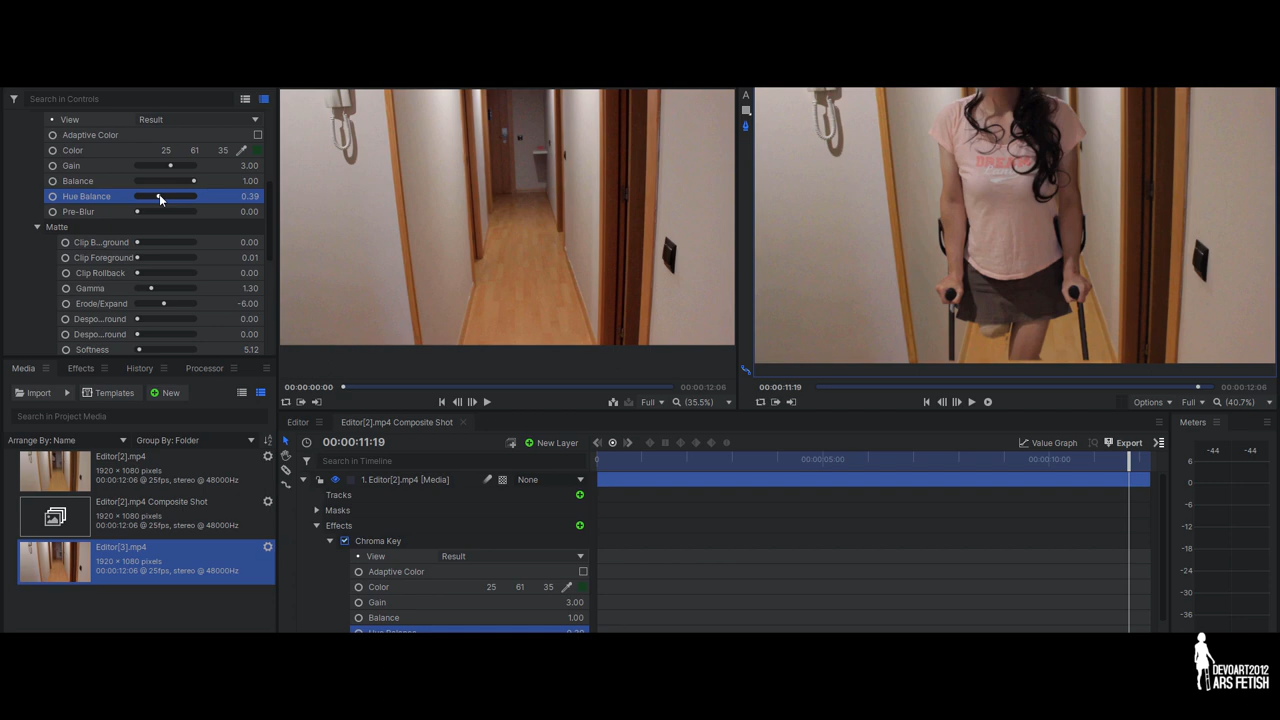 Search in Controls
View Result
Adaptive Color
Color 25 61 35
Gain 3.00
Balance 1.00
Hue Balance 0.39
Pre-Blur 0.00
Matte
Clip B...ground 0.00
Clip Foreground 0.01
Clip Rollback 0.00
Gamma 1.30
Erode/Expand -6.00
Despo...round 0.00
Despo...round 0.00
Softness 5.12
Media Effects History Processor
Import Templates New
Search in Project Media
Arrange By: Name Group By: Folder
Editor[2].mp4
1920 × 1080 pixels
00:00:12:06 @ 25fps, stereo @ 48000Hz
Editor[2].mp4 Composite Shot
1920 × 1080 pixels
00:00:12:06 @ 25fps, stereo @ 48000Hz
Editor[3].mp4
1920 × 1080 pixels
00:00:12:06 @ 25fps, stereo @ 48000Hz
00:00:00:00 00:00:12:06
Full (35.5%)
A
DREAM
00:00:11:19 00:00:12:06
Options Full (40.7%)
Editor Editor[2].mp4 Composite Shot
00:00:11:19 New Layer Value Graph Export
Search in Timeline
0 00:00:05:00 00:00:10:00
1. Editor[2].mp4 [Media] None
Tracks
Masks
Effects
Chroma Key
View Result
Adaptive Color
Color 25 61 35
Gain 3.00
Balance 1.00
Hue Balance 0.39
Meters
-44 -44
6
0
-6
-12
-18
-24
-30
-36
DEVOART2012
ARS FETISH